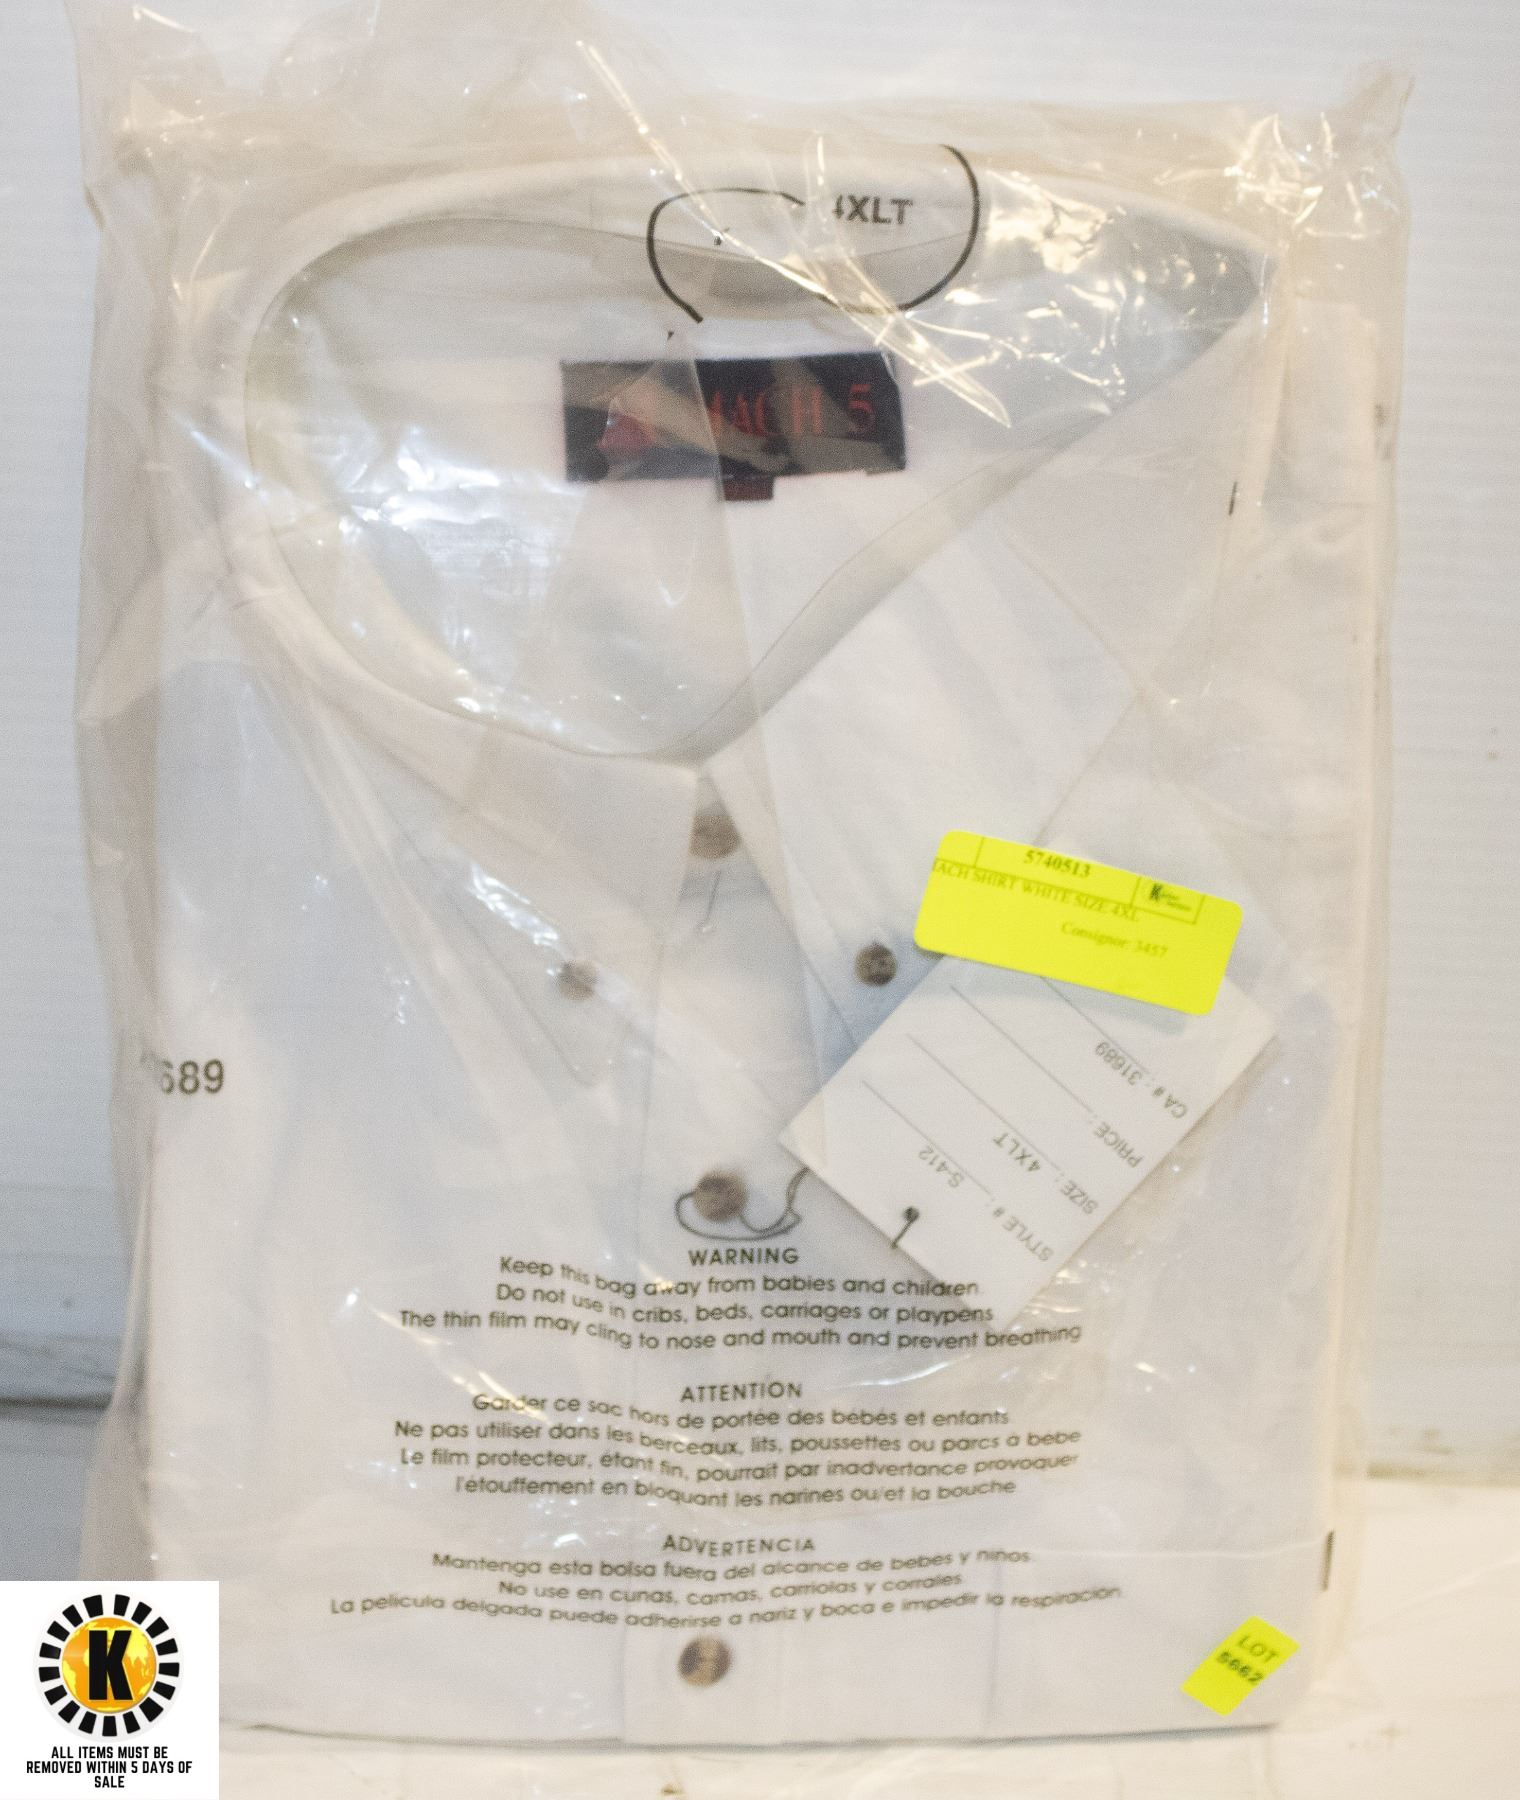 4XLT
MACH 5
5740513
MACH SHIRT WHITE SIZE 4XL
Consignor: 3457
CA #: 31689
PRICE:
SIZE: 4XLT
STYLE #: S-412
689
WARNING
Keep this bag away from babies and children
Do not use in cribs, beds, carriages or playpens
The thin film may cling to nose and mouth and prevent breathing
ATTENTION
Garder ce sac hors de portée des bébés et enfants
Ne pas utiliser dans les berceaux, lits, poussettes ou parcs a bebe
Le film protecteur, étant fin, pourrait par inadvertance provoquer
l'étouffement en bloquant les narines ou/et la bouche
ADVERTENCIA
Mantenga esta bolsa fuera del alcance de bebes y ninos.
No use en cunas, camas, carriolas y corrales
La pelicula delgada puede adherirse a nariz y boca e impedir la respiracion.
LOT
5662
K
ALL ITEMS MUST BE
REMOVED WITHIN 5 DAYS OF
SALE